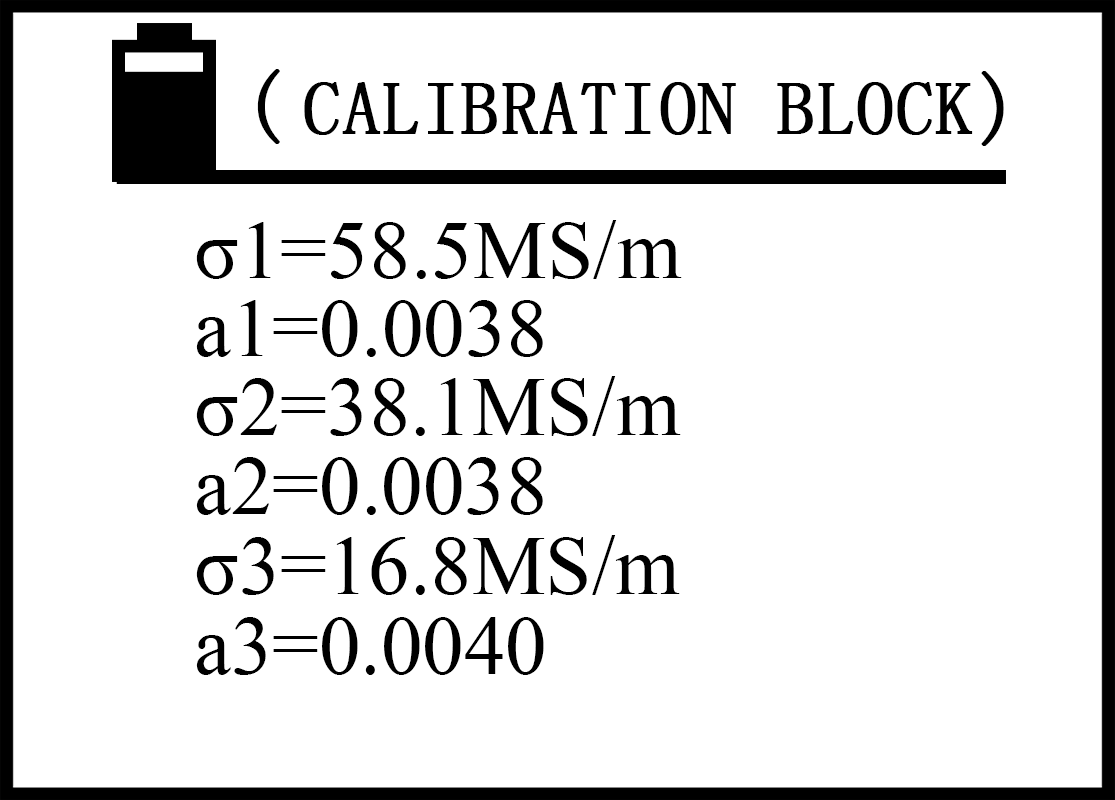 (CALIBRATION BLOCK)
σ1=58.5MS/m
a1=0.0038
σ2=38.1MS/m
a2=0.0038
σ3=16.8MS/m
a3=0.0040